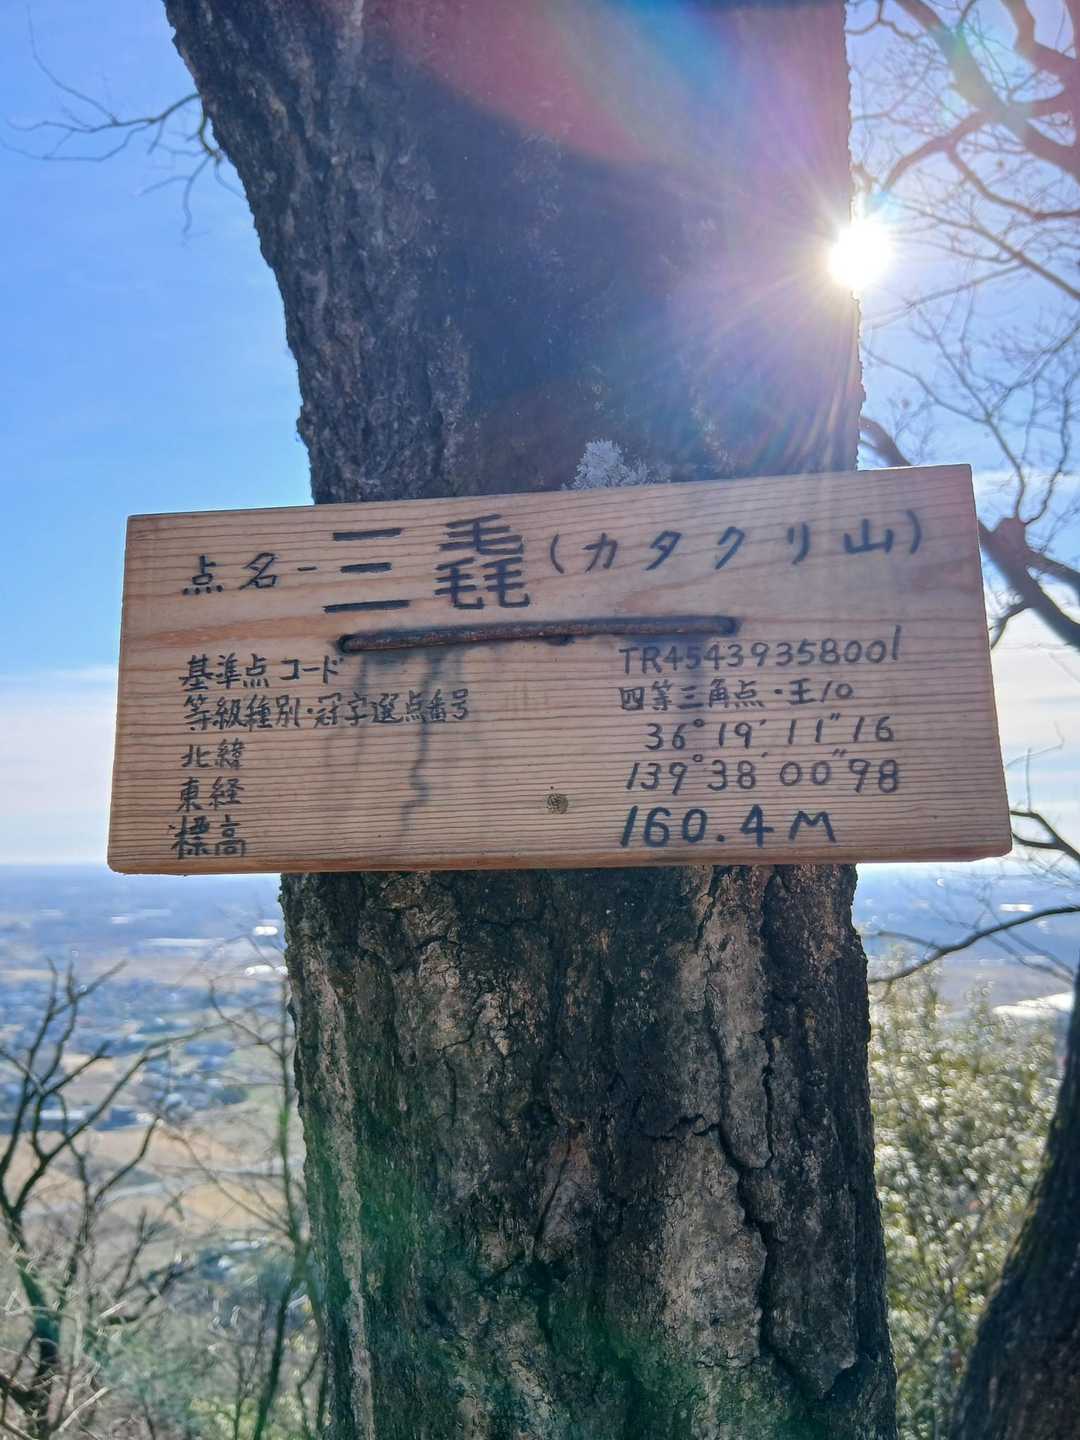 点名-三毳(カタクリ山)
基準点コード TR45439358001
等級種別・冠字選点番号 四等三角点・王10
北緯 36°19′11″16
東経 139°38′00″98
標高 160.4M